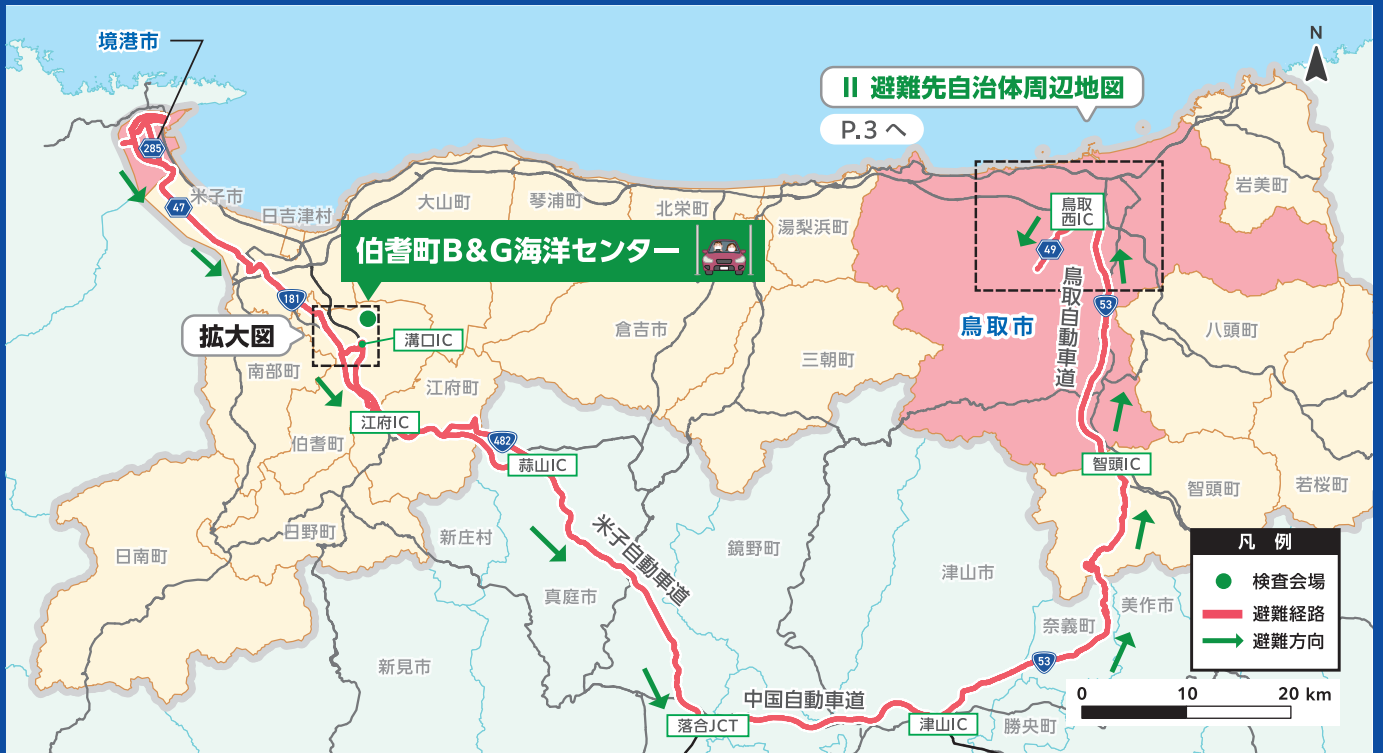 境港市
N
II 避難先自治体周辺地図
P.3 へ
285
米子市
47
日吉津村
大山町
琴浦町
北栄町
湯梨浜町
鳥取
西IC
49
岩美町
伯耆町B&G海洋センター
181
拡大図
溝口IC
南部町
江府町
倉吉市
三朝町
鳥取市
鳥取自動車道
53
八頭町
江府IC
伯耆町
482
蒜山IC
智頭IC
智頭町
若桜町
日南町
日野町
新庄村
米子自動車道
鏡野町
津山市
真庭市
新見市
奈義町
美作市
53
中国自動車道
落合JCT
津山IC
勝央町
凡 例
検査会場
避難経路
避難方向
0 10 20 km